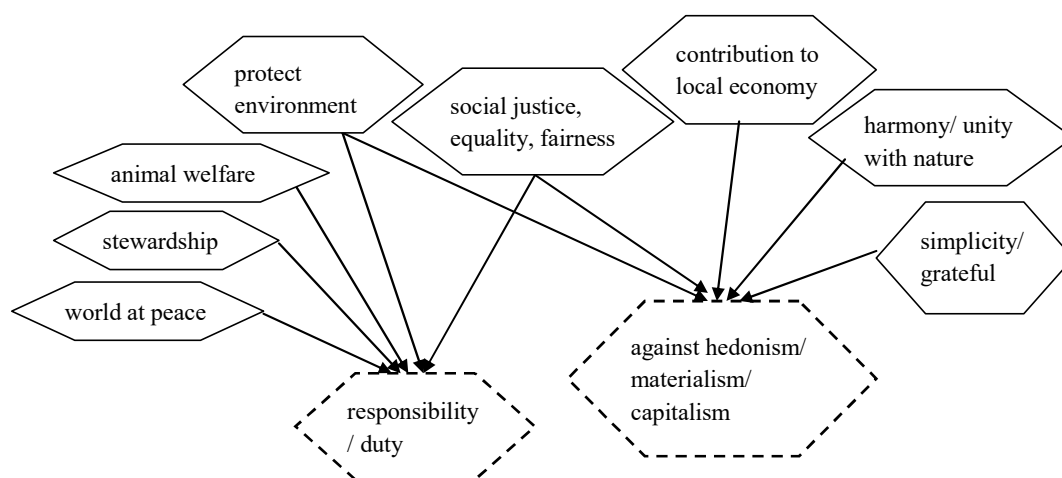 protect
environment
social justice,
equality, fairness
contribution to
local economy
harmony/ unity
with nature
animal welfare
stewardship
simplicity/
grateful
world at peace
against hedonism/
materialism/
capitalism
responsibility
/ duty